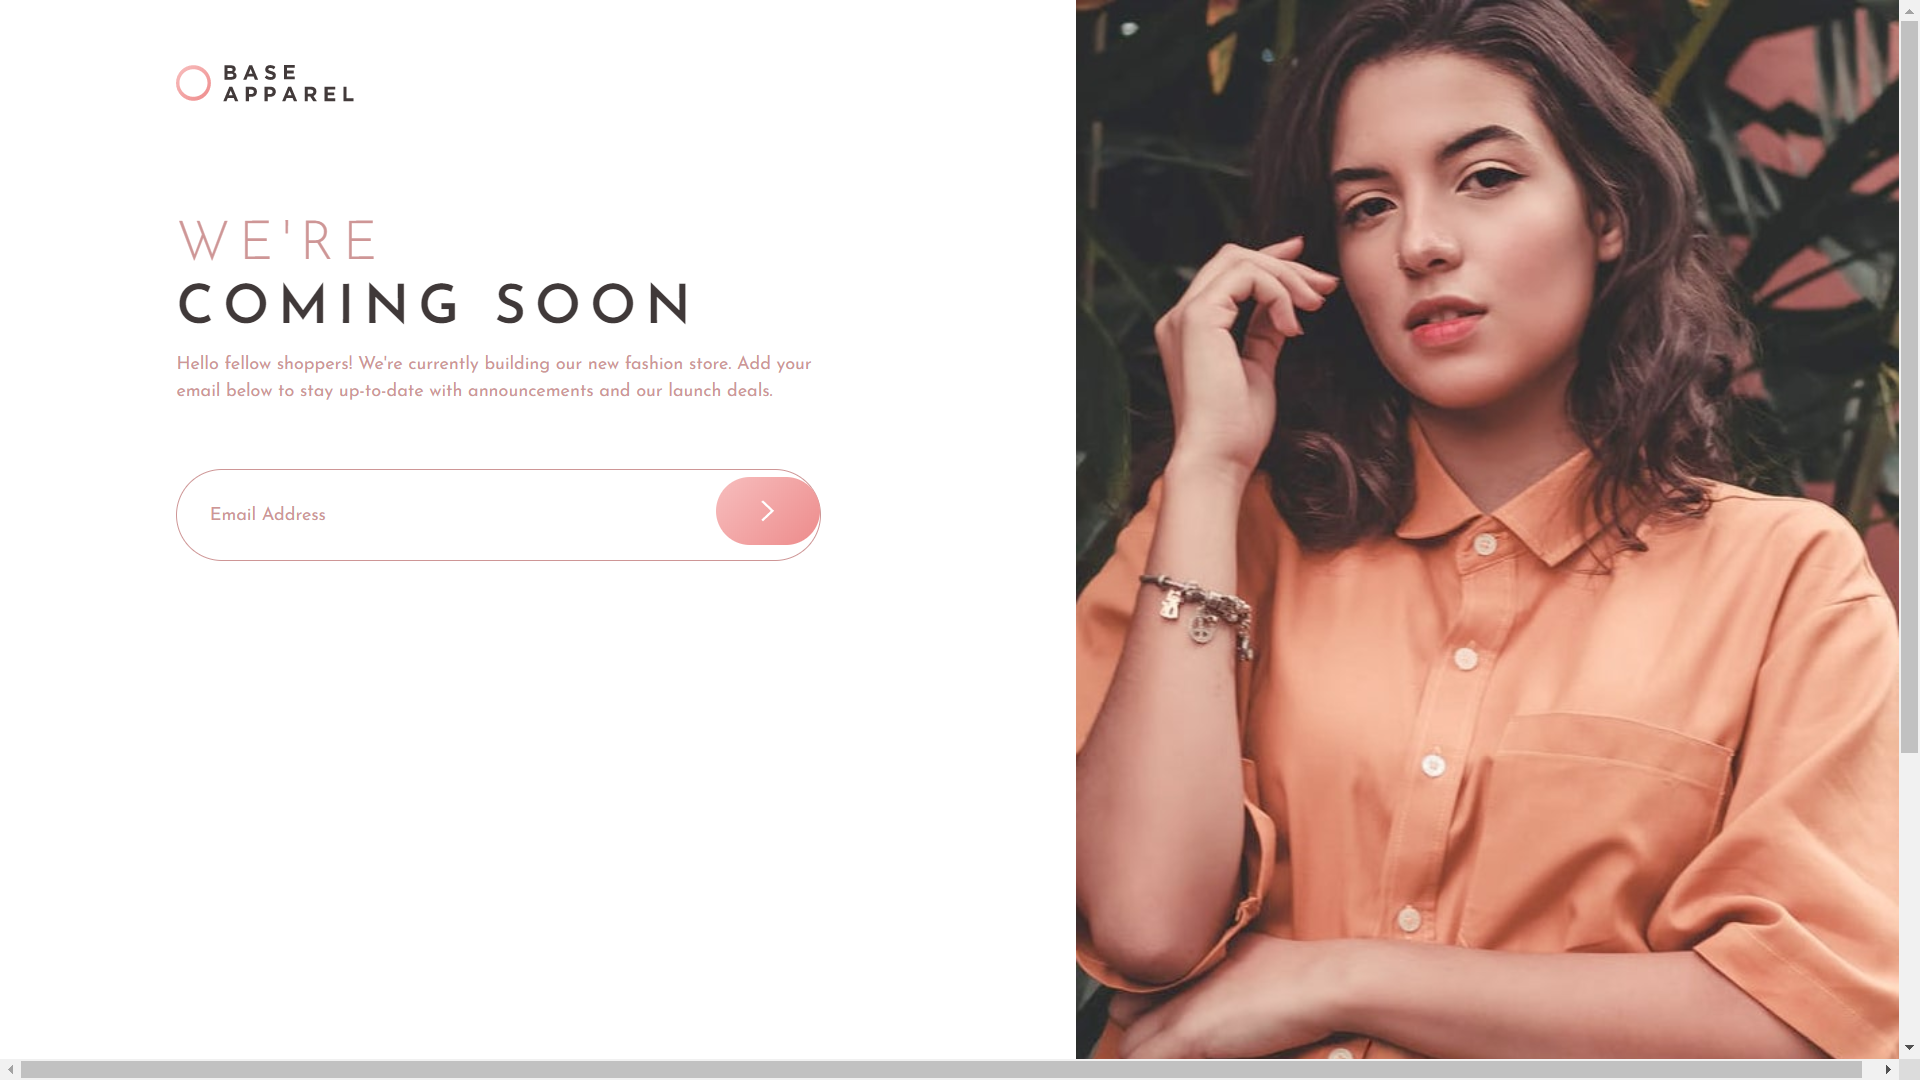 BASE
APPAREL
WE'RE
COMING SOON
Hello fellow shoppers! We're currently building our new fashion store. Add your
email below to stay up-to-date with announcements and our launch deals.
Email Address